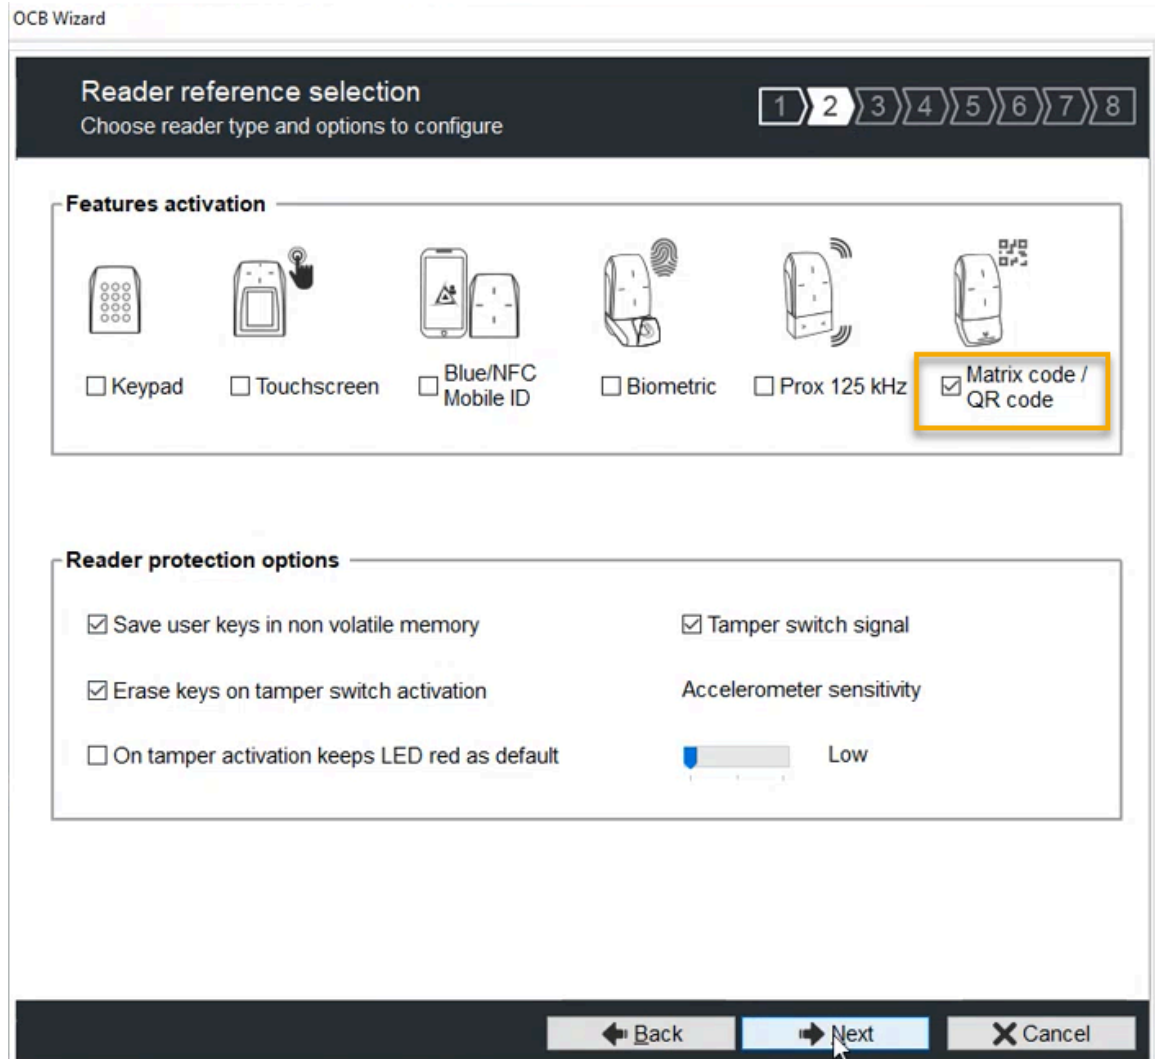 OCB Wizard
Reader reference selection
Choose reader type and options to configure
1 2 3 4 5 6 7 8
Features activation
Keypad
Touchscreen
Blue/NFC
Mobile ID
Biometric
Prox 125 kHz
Matrix code /
QR code
Reader protection options
Save user keys in non volatile memory
Tamper switch signal
Erase keys on tamper switch activation
Accelerometer sensitivity
On tamper activation keeps LED red as default
Low
Back
Next
Cancel